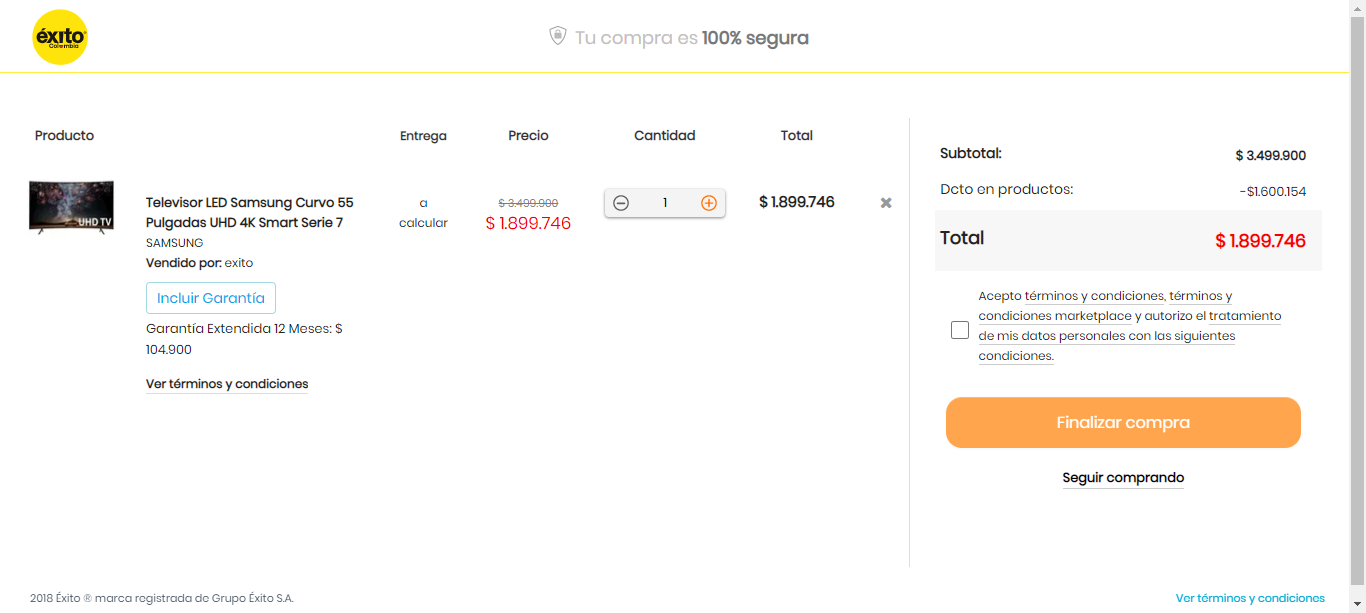 éxito
Colombia
Tu compra es 100% segura
Producto
Entrega
Precio
Cantidad
Total
UHD TV
Televisor LED Samsung Curvo 55
Pulgadas UHD 4K Smart Serie 7
SAMSUNG
Vendido por: exito
Incluir Garantía
Garantía Extendida 12 Meses: $
104.900
Ver términos y condiciones
a
calcular
$ 3.499.900
$ 1.899.746
1
$ 1.899.746
Subtotal:
$ 3.499.900
Dcto en productos:
-$1.600.154
Total
$ 1.899.746
Acepto términos y condiciones, términos y
condiciones marketplace y autorizo el tratamiento
de mis datos personales con las siguientes
condiciones.
Finalizar compra
Seguir comprando
2018 Éxito ® marca registrada de Grupo Éxito S.A.
Ver términos y condiciones